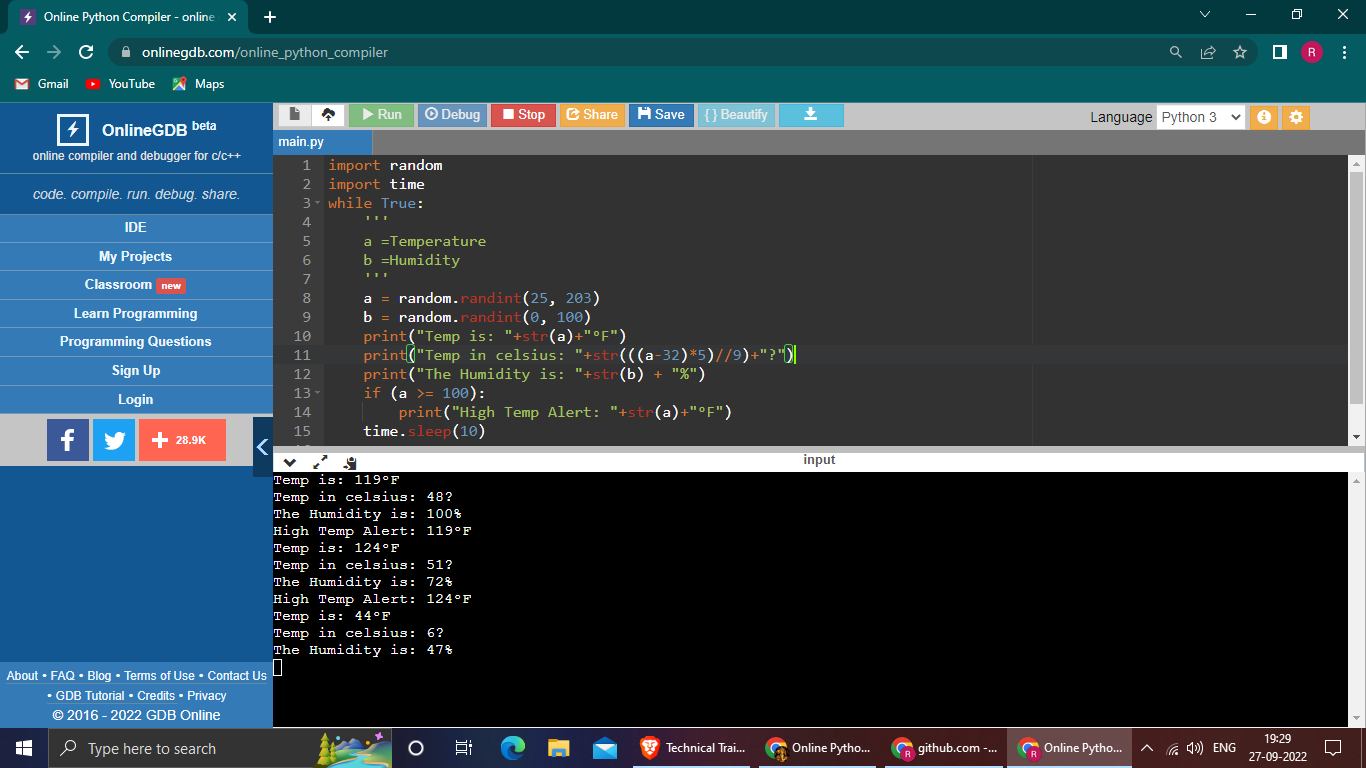 Online Python Compiler - online
onlinegdb.com/online_python_compiler
R
Gmail YouTube Maps
OnlineGDB beta
online compiler and debugger for c/c++
code. compile. run. debug. share.
IDE
My Projects
Classroom new
Learn Programming
Programming Questions
Sign Up
Login
28.9K
About • FAQ • Blog • Terms of Use • Contact Us
• GDB Tutorial • Credits • Privacy
© 2016 - 2022 GDB Online
Run Debug Stop Share Save {} Beautify
Language Python 3
main.py
1 import random
2 import time
3 while True:
4 '''
5 a =Temperature
6 b =Humidity
7 '''
8 a = random.randint(25, 203)
9 b = random.randint(0, 100)
10 print("Temp is: "+str(a)+"°F")
11 print("Temp in celsius: "+str(((a-32)*5)//9)+"?")
12 print("The Humidity is: "+str(b) + "%")
13 if (a >= 100):
14 print("High Temp Alert: "+str(a)+"°F")
15 time.sleep(10)
input
Temp is: 119°F
Temp in celsius: 48?
The Humidity is: 100%
High Temp Alert: 119°F
Temp is: 124°F
Temp in celsius: 51?
The Humidity is: 72%
High Temp Alert: 124°F
Temp is: 44°F
Temp in celsius: 6?
The Humidity is: 47%
Type here to search
Technical Trai...
Online Pytho...
R github.com -...
R Online Pytho...
ENG
19:29
27-09-2022